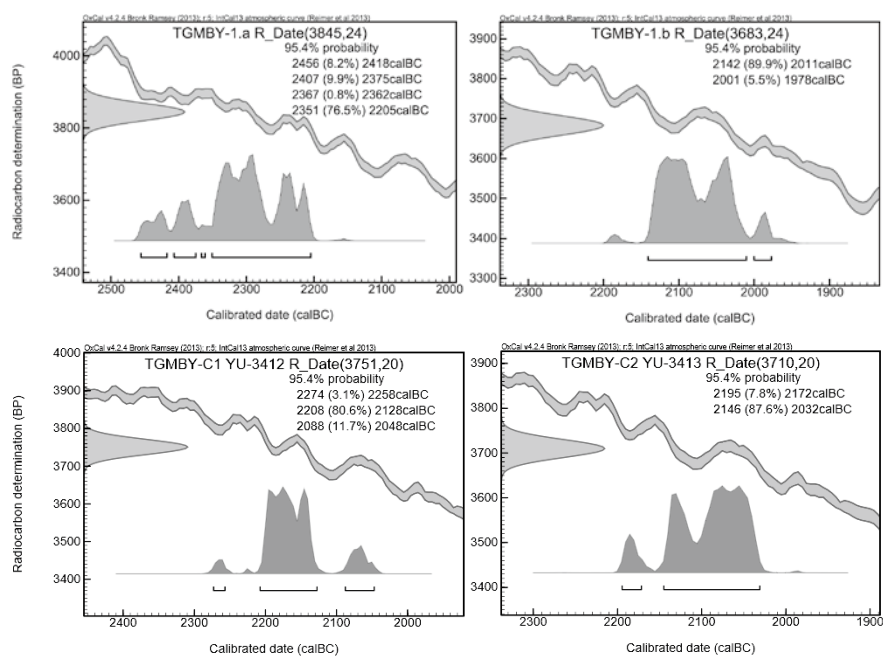 OxCal v4.2.4 Bronk Ramsey (2013); r:5; IntCal13 atmospheric curve (Reimer et al 2013)
TGMBY-1.a R_Date(3845,24)
95.4% probability
2456 (8.2%) 2418calBC
2407 (9.9%) 2375calBC
2367 (0.8%) 2362calBC
2351 (76.5%) 2205calBC
Radiocarbon determination (BP)
4000
3800
3600
3400
2500 2400 2300 2200 2100 2000
Calibrated date (calBC)
OxCal v4.2.4 Bronk Ramsey (2013); r:5; IntCal13 atmospheric curve (Reimer et al 2013)
TGMBY-1.b R_Date(3683,24)
95.4% probability
2142 (89.9%) 2011calBC
2001 (5.5%) 1978calBC
3900
3800
3700
3600
3500
3400
3300
2300 2200 2100 2000 1900
Calibrated date (calBC)
OxCal v4.2.4 Bronk Ramsey (2013); r:5; IntCal13 atmospheric curve (Reimer et al 2013)
TGMBY-C1 YU-3412 R_Date(3751,20)
95.4% probability
2274 (3.1%) 2258calBC
2208 (80.6%) 2128calBC
2088 (11.7%) 2048calBC
Radiocarbon determination (BP)
4000
3900
3800
3700
3600
3500
3400
2400 2300 2200 2100 2000
Calibrated date (calBC)
OxCal v4.2.4 Bronk Ramsey (2013); r:5; IntCal13 atmospheric curve (Reimer et al 2013)
TGMBY-C2 YU-3413 R_Date(3710,20)
95.4% probability
2195 (7.8%) 2172calBC
2146 (87.6%) 2032calBC
3900
3800
3700
3600
3500
3400
2300 2200 2100 2000 1900
Calibrated date (calBC)